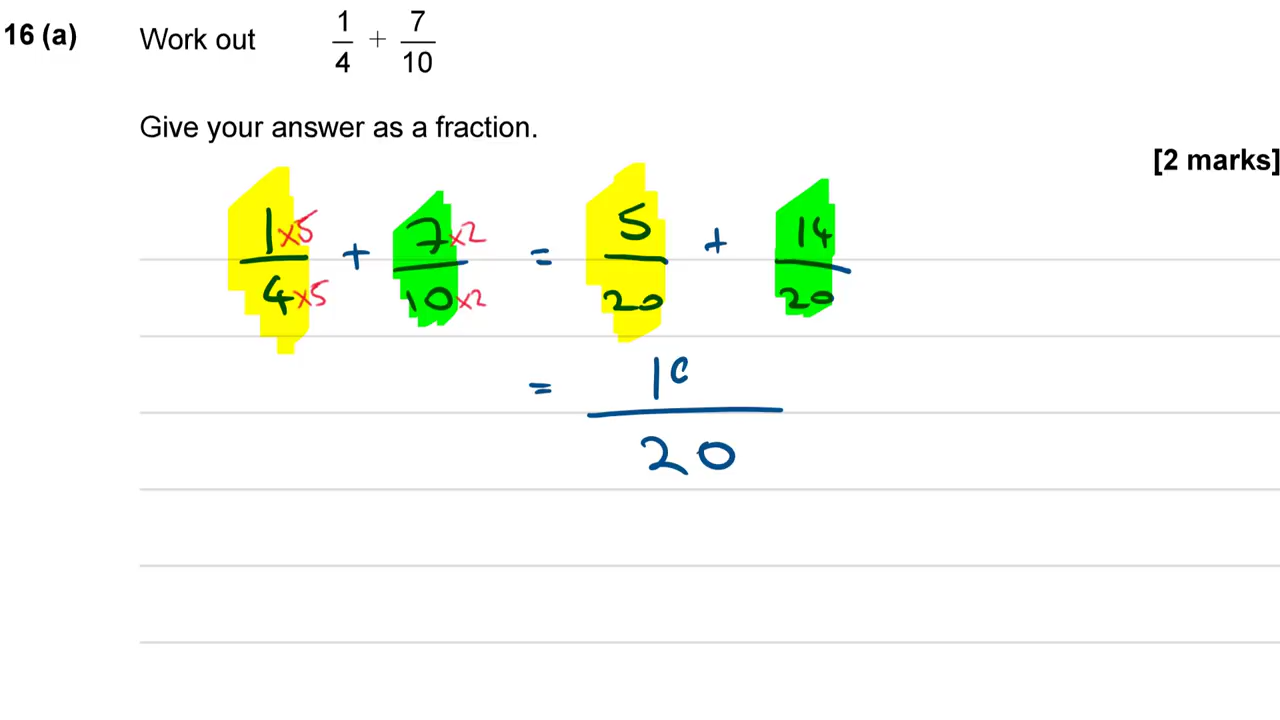 16 (a) Work out 1/4 + 7/10
Give your answer as a fraction.
[2 marks]
1×5/4×5 + 7×2/10×2 = 5/20 + 14/20
= 1/20